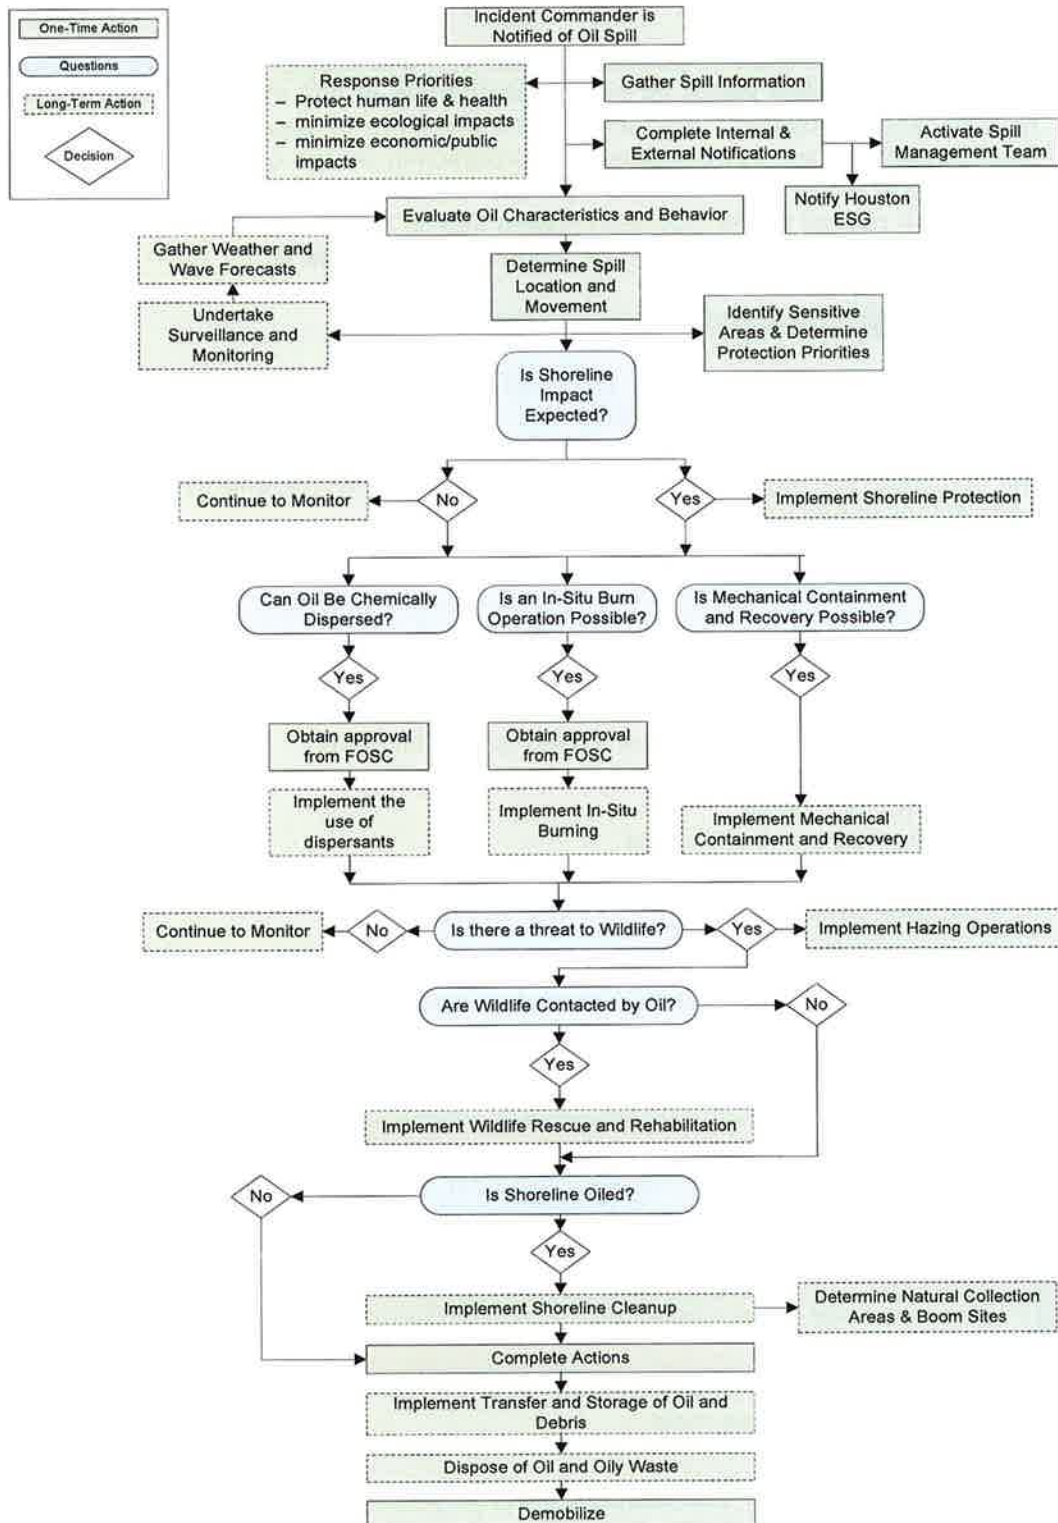 One-Time Action
Questions
Long-Term Action
Decision
Incident Commander is
Notified of Oil Spill
Response Priorities
– Protect human life & health
– minimize ecological impacts
– minimize economic/public
impacts
Gather Spill Information
Complete Internal &
External Notifications
Activate Spill
Management Team
Notify Houston
ESG
Evaluate Oil Characteristics and Behavior
Gather Weather and
Wave Forecasts
Determine Spill
Location and
Movement
Undertake
Surveillance and
Monitoring
Identify Sensitive
Areas & Determine
Protection Priorities
Is Shoreline
Impact
Expected?
Continue to Monitor
No
Yes
Implement Shoreline Protection
Can Oil Be Chemically
Dispersed?
Is an In-Situ Burn
Operation Possible?
Is Mechanical Containment
and Recovery Possible?
Yes
Yes
Yes
Obtain approval
from FOSC
Obtain approval
from FOSC
Implement the
use of
dispersants
Implement In-Situ
Burning
Implement Mechanical
Containment and Recovery
Continue to Monitor
No
Is there a threat to Wildlife?
Yes
Implement Hazing Operations
Are Wildlife Contacted by Oil?
No
Yes
Implement Wildlife Rescue and Rehabilitation
No
Is Shoreline Oiled?
Yes
Implement Shoreline Cleanup
Determine Natural Collection
Areas & Boom Sites
Complete Actions
Implement Transfer and Storage of Oil and
Debris
Dispose of Oil and Oily Waste
Demobilize